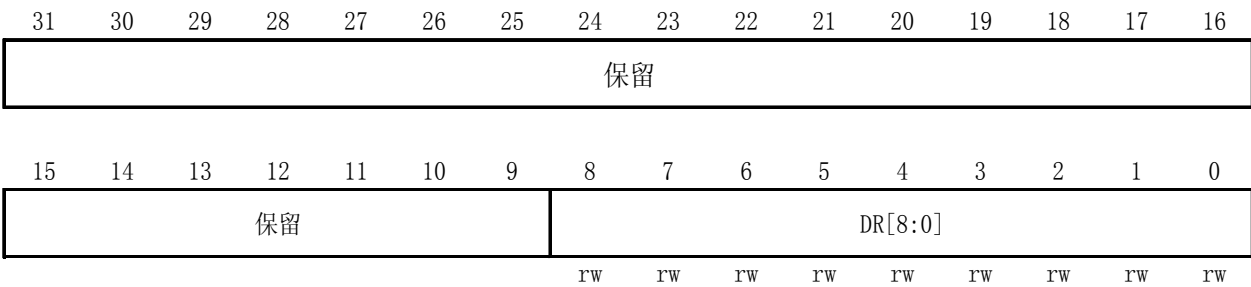 31 30 29 28 27 26 25 24 23 22 21 20 19 18 17 16
保留
15 14 13 12 11 10 9 8 7 6 5 4 3 2 1 0
保留 DR[8:0]
rw rw rw rw rw rw rw rw rw